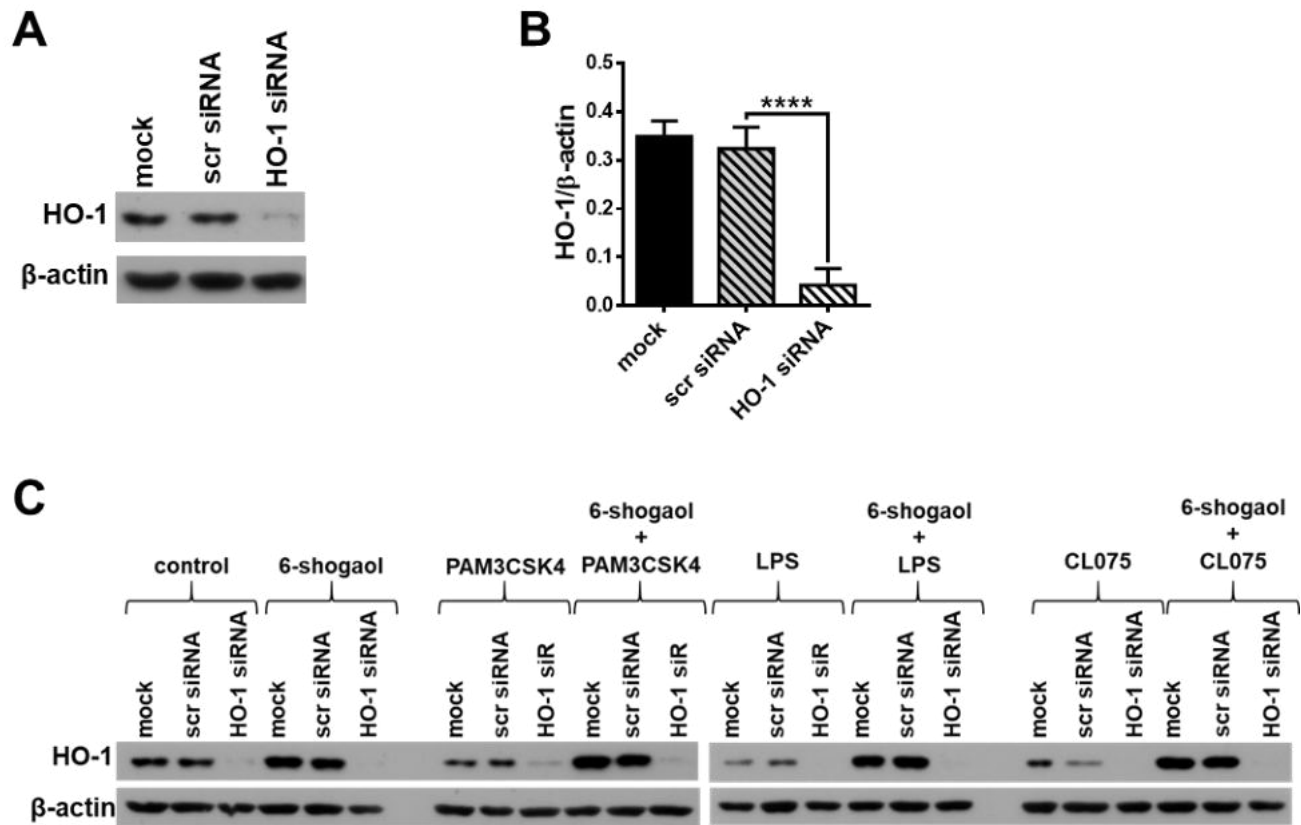 A
mock
scr siRNA
HO-1 siRNA
HO-1
β-actin
B
HO-1/β-actin
0.5
0.4
0.3
0.2
0.1
0.0
****
mock
scr siRNA
HO-1 siRNA
C
control
6-shogaol
PAM3CSK4
6-shogaol
+
PAM3CSK4
LPS
6-shogaol
+
LPS
CL075
6-shogaol
+
CL075
mock
scr siRNA
HO-1 siRNA
mock
scr siRNA
HO-1 siRNA
mock
scr siRNA
HO-1 siR
mock
scr siRNA
HO-1 siR
mock
scr siRNA
HO-1 siR
mock
scr siRNA
HO-1 siRNA
mock
scr siRNA
HO-1 siRNA
mock
scr siRNA
HO-1 siRNA
HO-1
β-actin